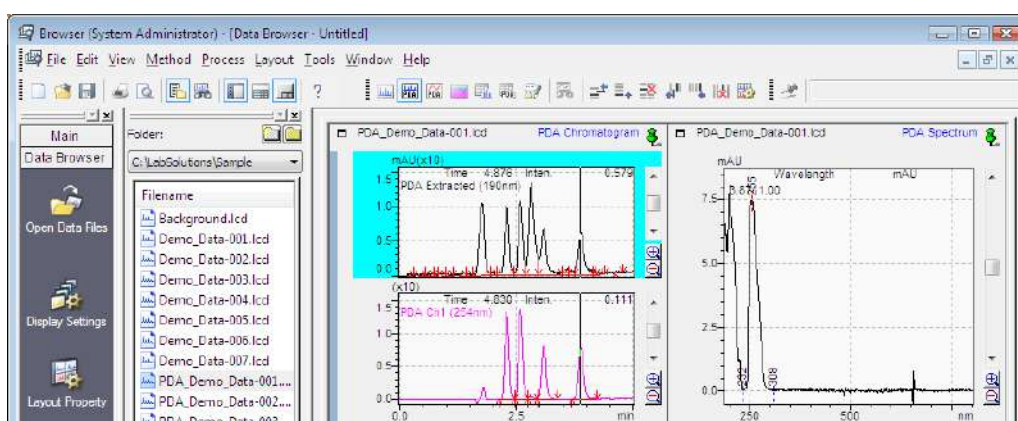 Browser (System Administrator) - [Data Browser - Untitled]
File Edit View Method Process Layout Tools Window Help
Main
Data Browser
Open Data Files
Display Settings
Layout Property
Folder:
C:\LabSolutions\Sample
Filename
Background.lcd
Demo_Data-001.lcd
Demo_Data-002.lcd
Demo_Data-003.lcd
Demo_Data-004.lcd
Demo_Data-005.lcd
Demo_Data-006.lcd
Demo_Data-007.lcd
PDA_Demo_Data-001....
PDA_Demo_Data-002....
PDA_Demo_Data-003....
PDA_Demo_Data-001.lcd PDA Chromatogram
mAU(x10)
Time 4.876 Inten. 0.579
PDA Extracted (190nm)
1.5
1.0
0.5
0.0
(x10)
Time 4.830 Inten. 0.111
PDA Ch1 (254nm)
1.5
1.0
0.5
0.0
0.0 2.5 min
PDA_Demo_Data-001.lcd PDA Spectrum
mAU
Wavelength mAU
7.5
5.0
2.5
0.0
308
250 500 nm